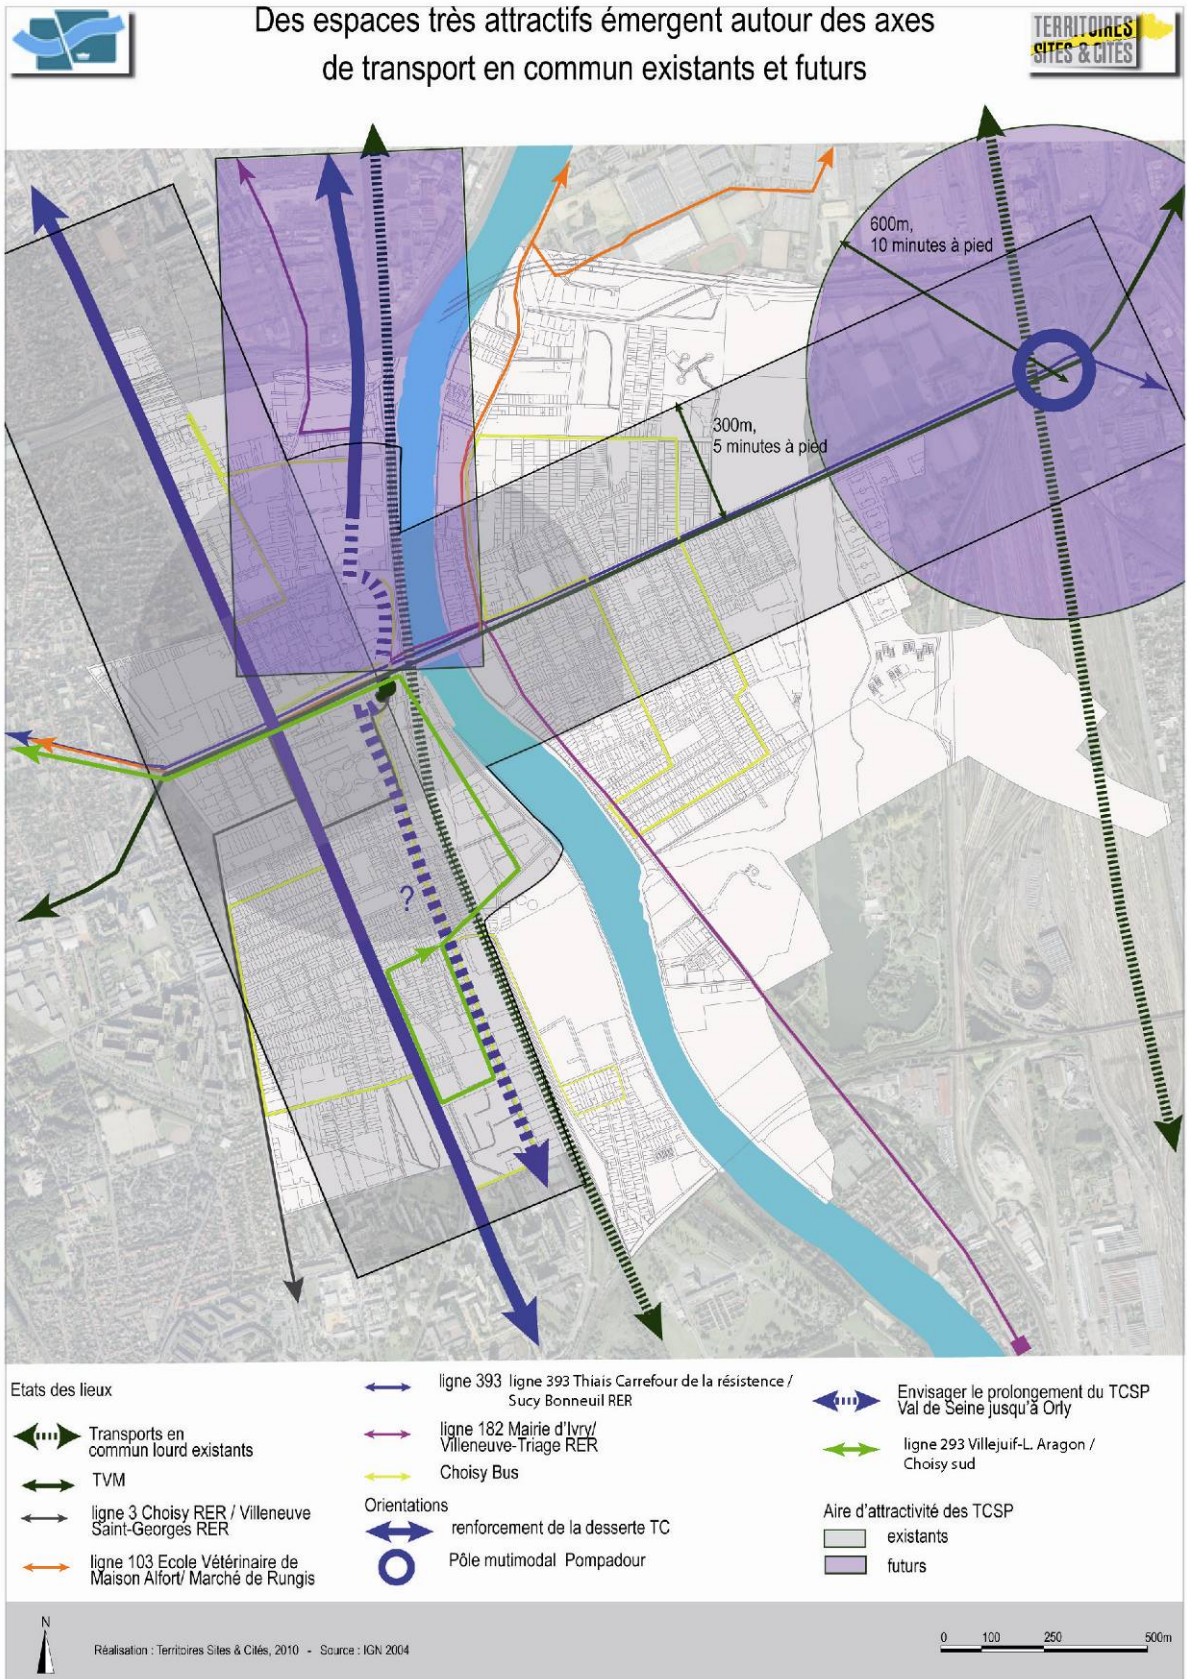 Des espaces très attractifs émergent autour des axes
de transport en commun existants et futurs
TERRITOIRES
SITES & CITÉS
600m,
10 minutes à pied
300m,
5 minutes à pied
?
Etats des lieux
Transports en
commun lourd existants
TVM
ligne 3 Choisy RER / Villeneuve
Saint-Georges RER
ligne 103 Ecole Vétérinaire de
Maison Alfort/ Marché de Rungis
ligne 393 ligne 393 Thiais Carrefour de la résistence /
Sucy Bonneuil RER
ligne 182 Mairie d'Ivry/
Villeneuve-Triage RER
Choisy Bus
Orientations
renforcement de la desserte TC
Pôle mutimodal Pompadour
Envisager le prolongement du TCSP
Val de Seine jusqu'à Orly
ligne 293 Villejuif-L. Aragon /
Choisy sud
Aire d'attractivité des TCSP
existants
futurs
N
Réalisation : Territoires Sites & Cités, 2010 - Source : IGN 2004
0 100 250 500m